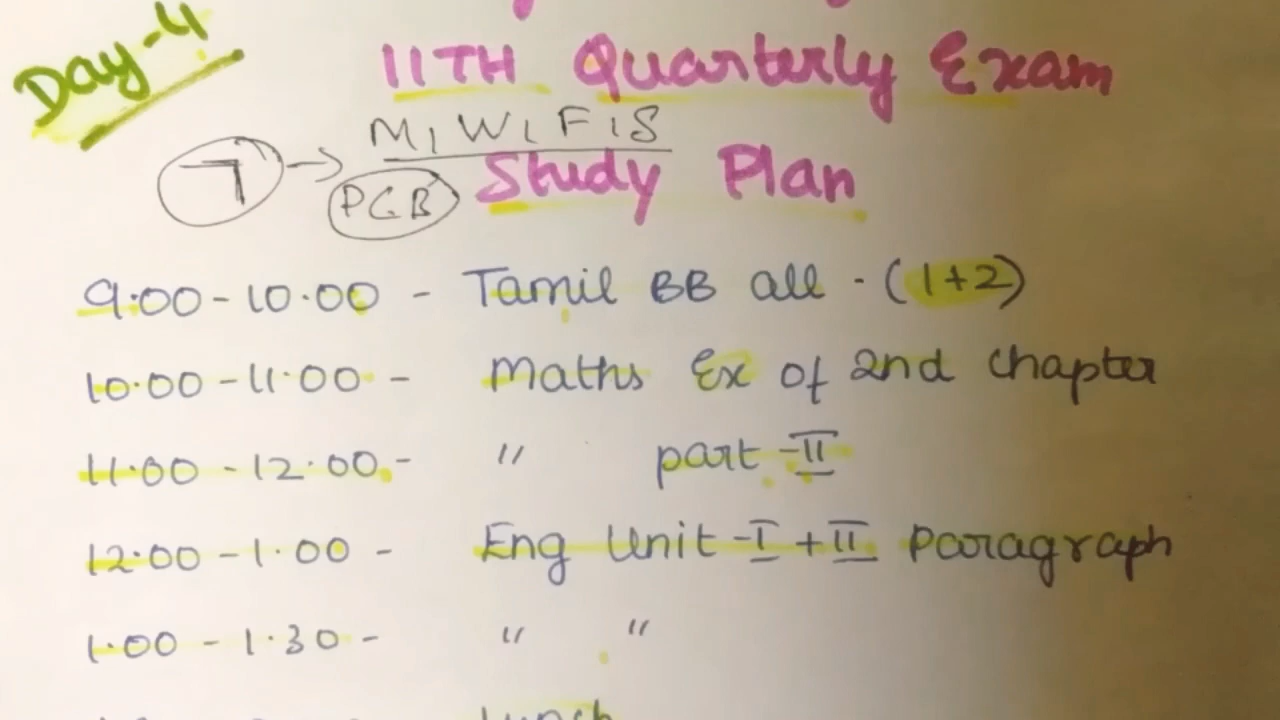 Day-4
11TH Quarterly Exam
7 → M, W, F, S
PCB
Study Plan
9:00 - 10.00 - Tamil BB all - (1+2)
10:00 - 11.00 - Maths Ex of 2nd chapter
11:00 - 12.00 - " part - II
12:00 - 1.00 - Eng Unit - I + II Paragraph
1.00 - 1.30 - " "
Lunch